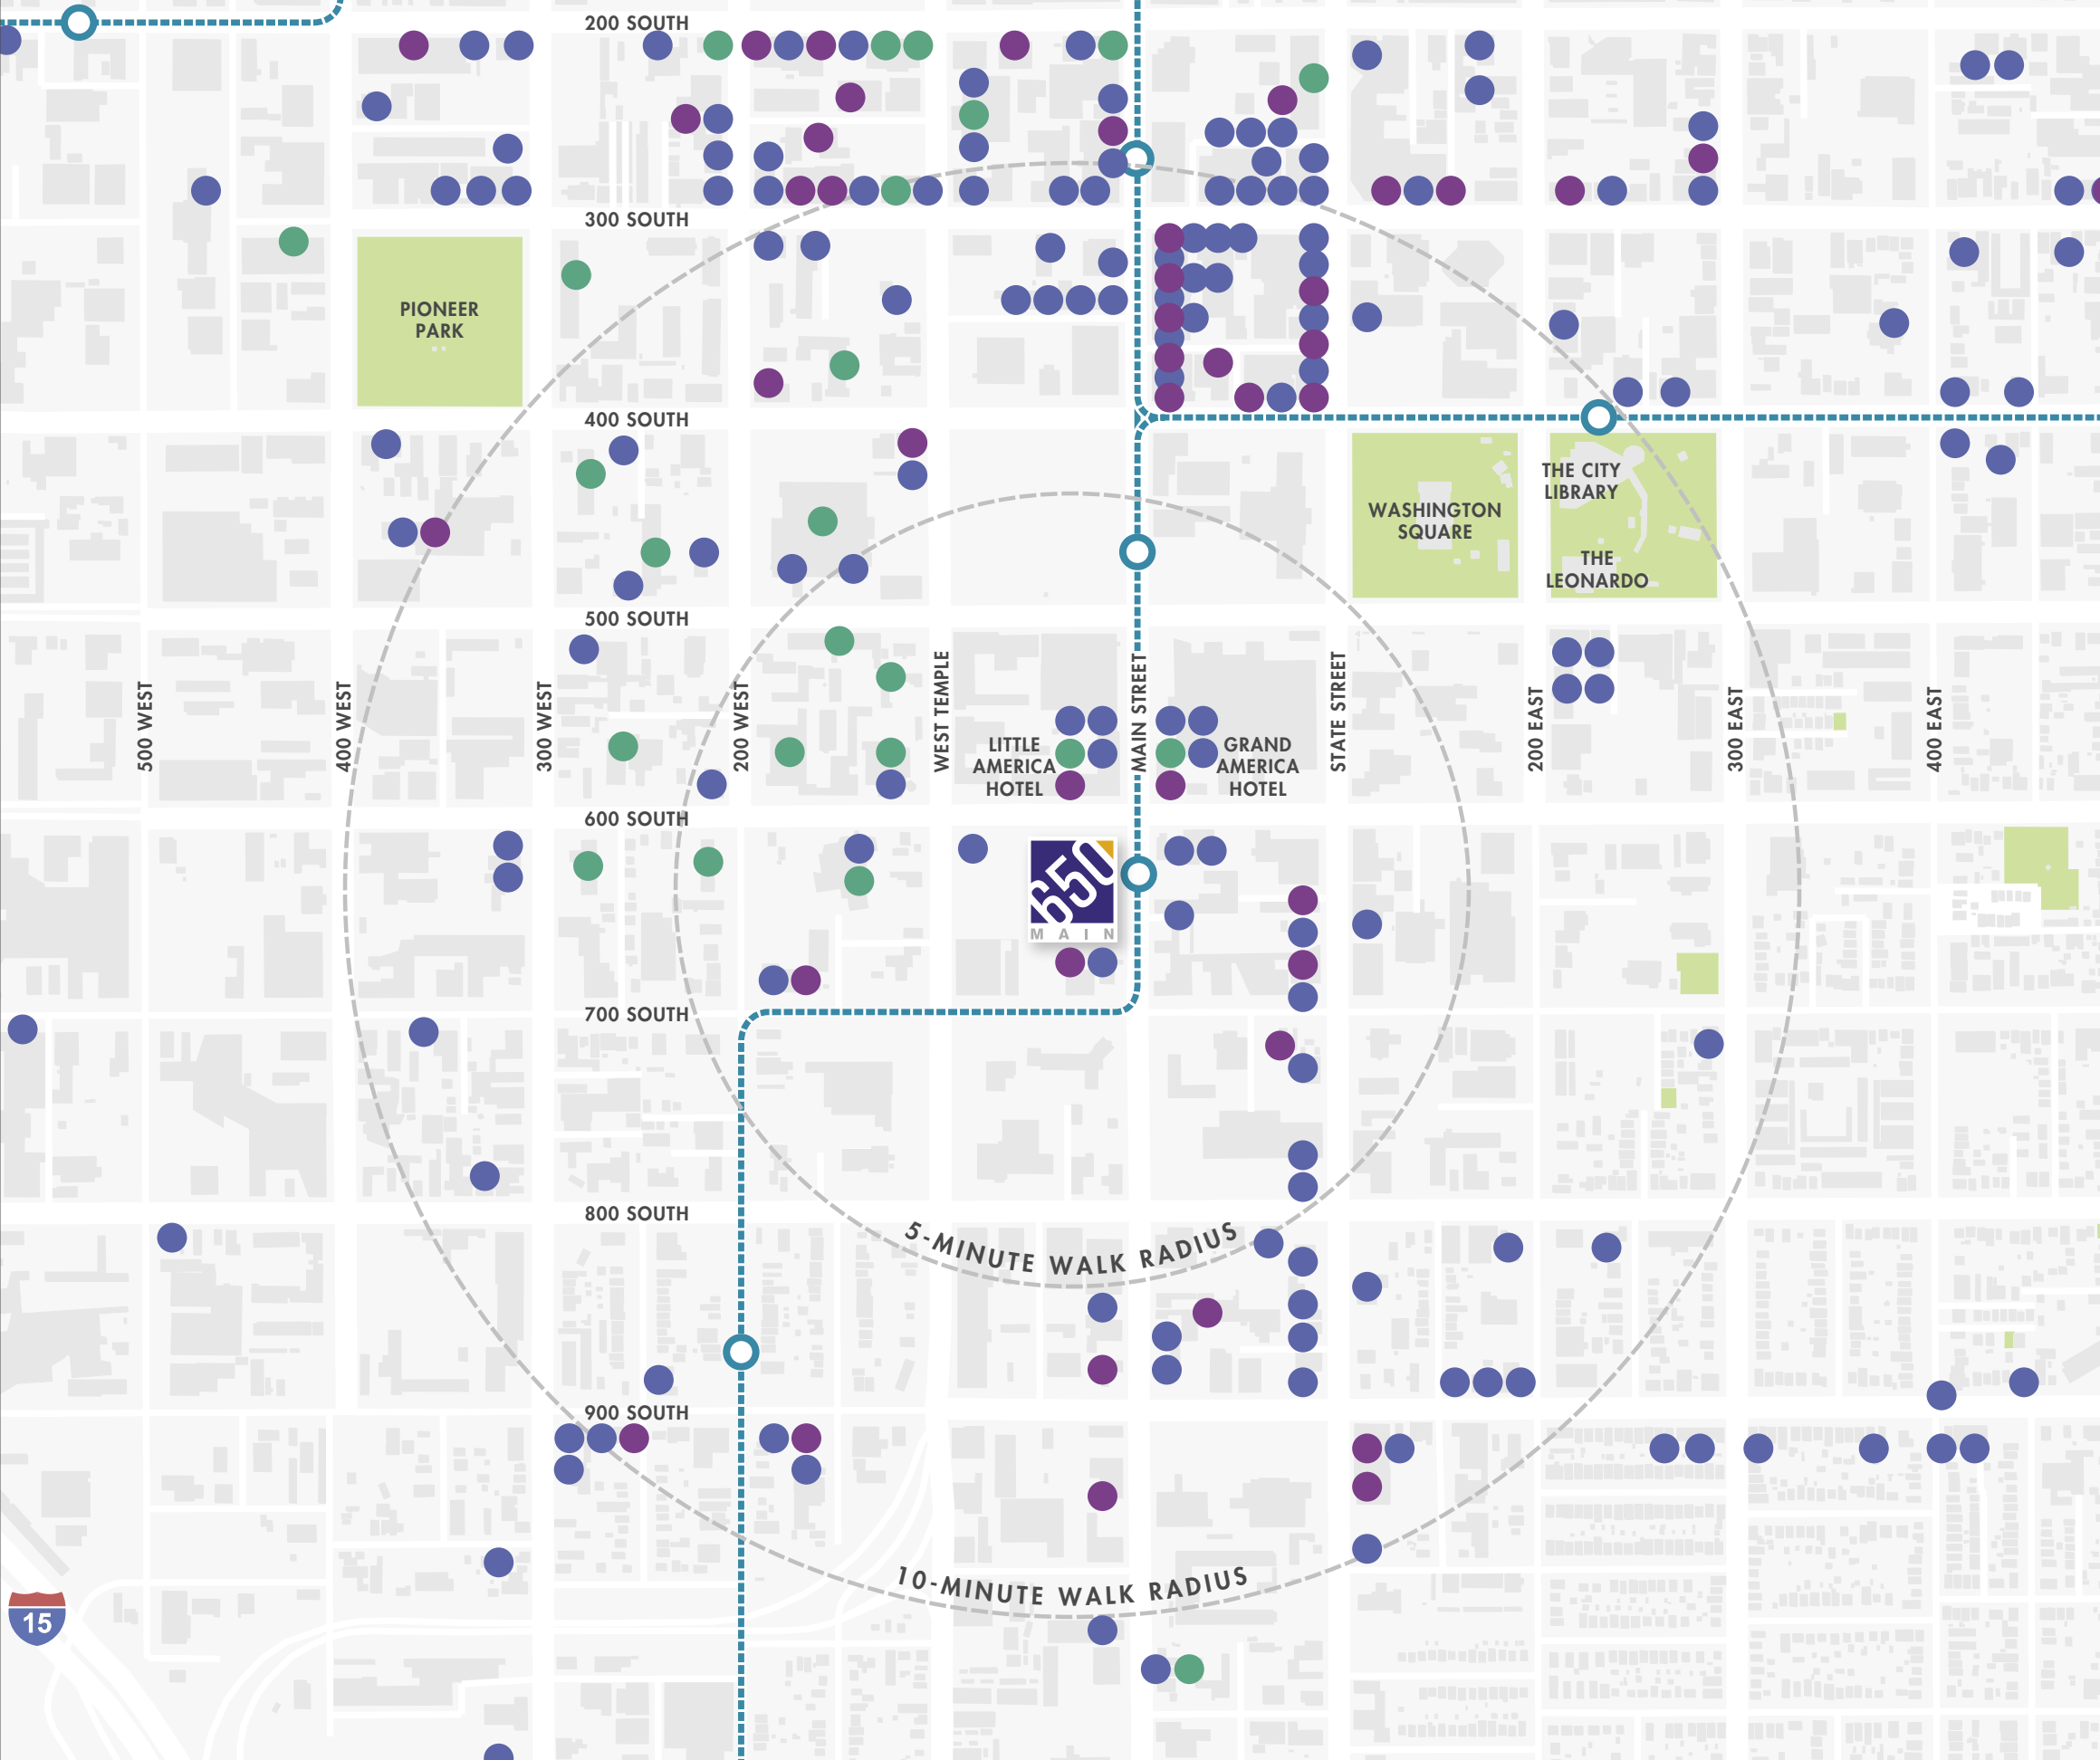 200 SOUTH
300 SOUTH
PIONEER
PARK
400 SOUTH
THE CITY
LIBRARY
WASHINGTON
SQUARE
THE
LEONARDO
500 SOUTH
500 WEST
400 WEST
300 WEST
200 WEST
WEST TEMPLE
MAIN STREET
STATE STREET
200 EAST
300 EAST
400 EAST
LITTLE
AMERICA
HOTEL
GRAND
AMERICA
HOTEL
600 SOUTH
650
MAIN
700 SOUTH
800 SOUTH
5-MINUTE WALK RADIUS
900 SOUTH
10-MINUTE WALK RADIUS
15